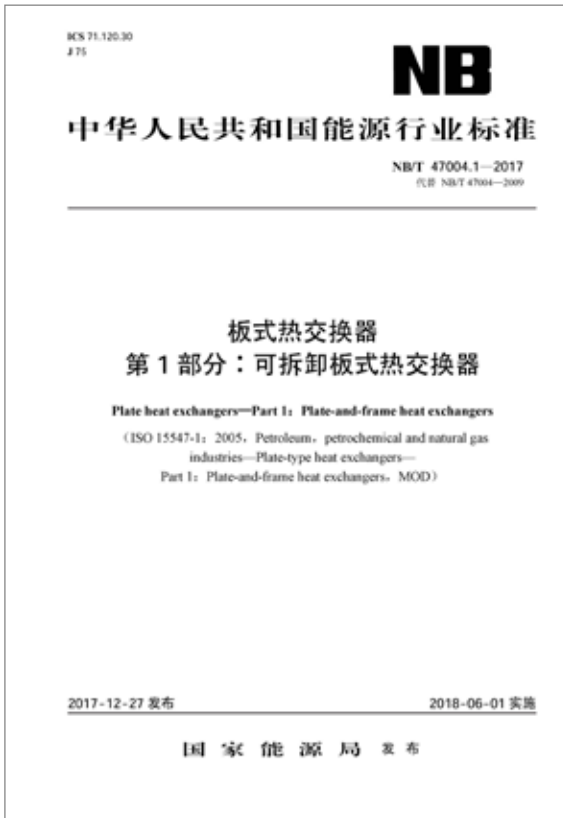 ICS 71.120.30
J 75
NB
中华人民共和国能源行业标准
NB/T 47004.1—2017
代替 NB/T 47004—2009
板式热交换器
第 1 部分：可拆卸板式热交换器
Plate heat exchangers—Part 1: Plate-and-frame heat exchangers
（ISO 15547-1：2005，Petroleum，petrochemical and natural gas
industries—Plate-type heat exchangers—
Part 1：Plate-and-frame heat exchangers，MOD）
2017-12-27 发布
2018-06-01 实施
国家能源局 发布